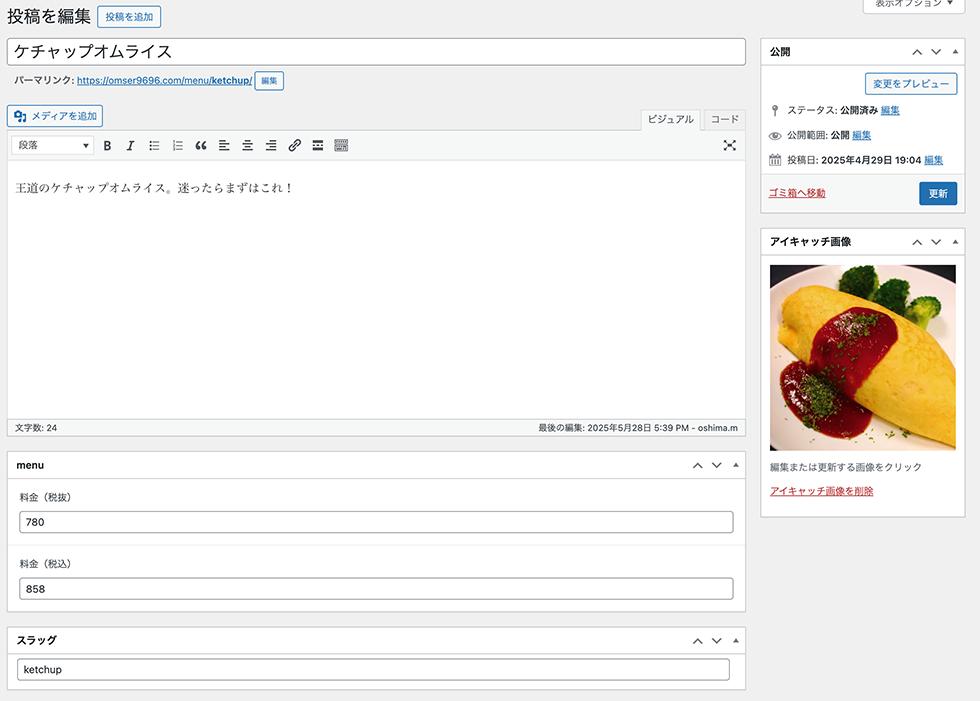 投稿を編集 投稿を追加
表示オプション ▼
ケチャップオムライス
パーマリンク: https://omser9696.com/menu/ketchup/ 編集
メディアを追加
ビジュアル コード
段落
王道のケチャップオムライス。迷ったらまずはこれ！
文字数: 24 最後の編集: 2025年5月28日 5:39 PM - oshima.m
menu
料金（税抜）
780
料金（税込）
858
スラッグ
ketchup
公開
変更をプレビュー
ステータス: 公開済み 編集
公開範囲: 公開 編集
投稿日: 2025年4月29日 19:04 編集
ゴミ箱へ移動 更新
アイキャッチ画像
編集または更新する画像をクリック
アイキャッチ画像を削除